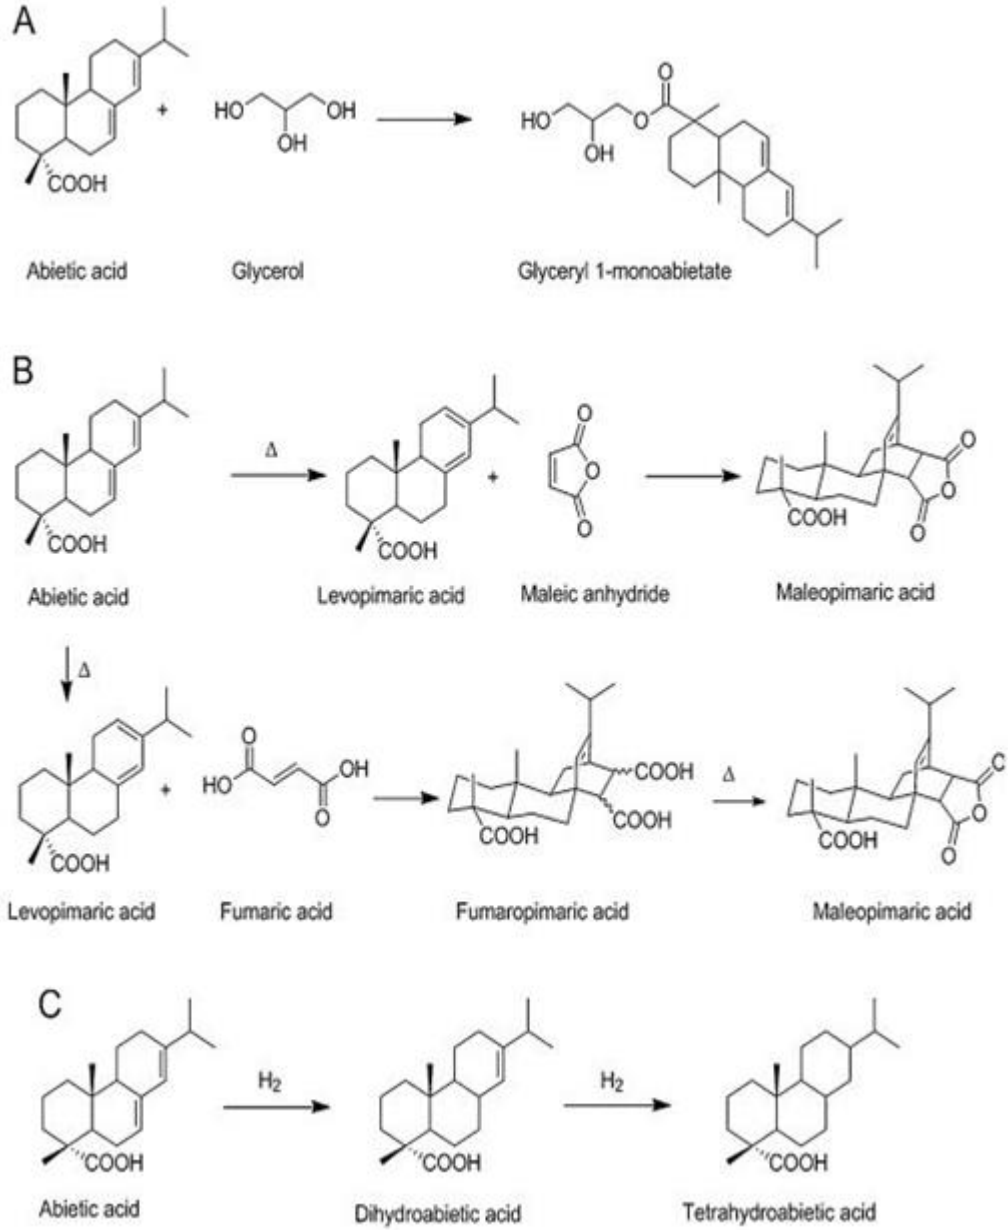 A
+
HO
OH
OH
COOH
HO
OH
O
O
Abietic acid
Glycerol
Glyceryl 1-monoabietate
B
Δ
+
O
O
O
O
O
O
COOH
COOH
COOH
Abietic acid
Levopimaric acid
Maleic anhydride
Maleopimaric acid
Δ
+
O
HO
OH
O
COOH
COOH
COOH
Δ
O
O
O
COOH
COOH
Levopimaric acid
Fumaric acid
Fumaropimaric acid
Maleopimaric acid
C
H2
H2
COOH
COOH
COOH
Abietic acid
Dihydroabietic acid
Tetrahydroabietic acid